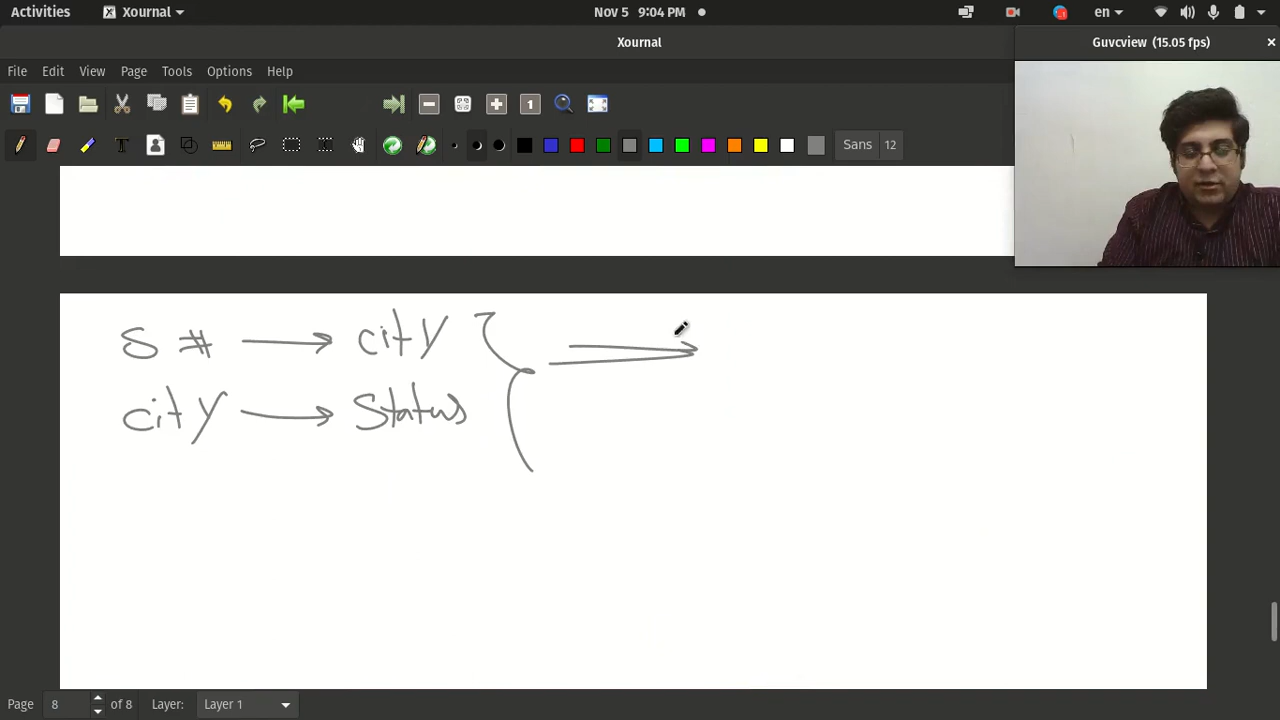 Activities Xournal Nov 5 9:04 PM en
Xournal Guvcview (15.05 fps)
File Edit View Page Tools Options Help
Sans 12
S # → city
city → Status
Page 8 of 8 Layer: Layer 1